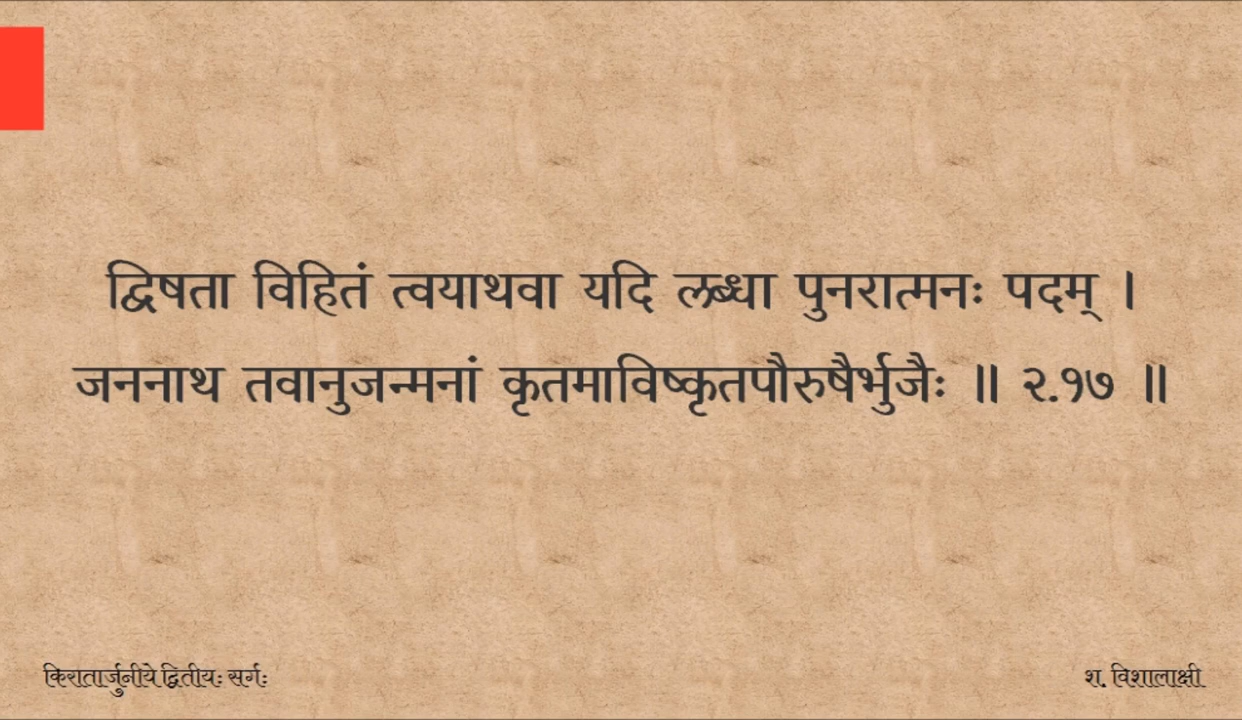 द्विषता विहितं त्वयाथवा यदि लब्धा पुनरात्मनः पदम् ।
जननाथ तवानुजन्मनां कृतमाविष्कृतपौरुषैर्भुजैः ॥ २.१७ ॥
किरातार्जुनीये द्वितीयः सर्गः
श. विशालाक्षी